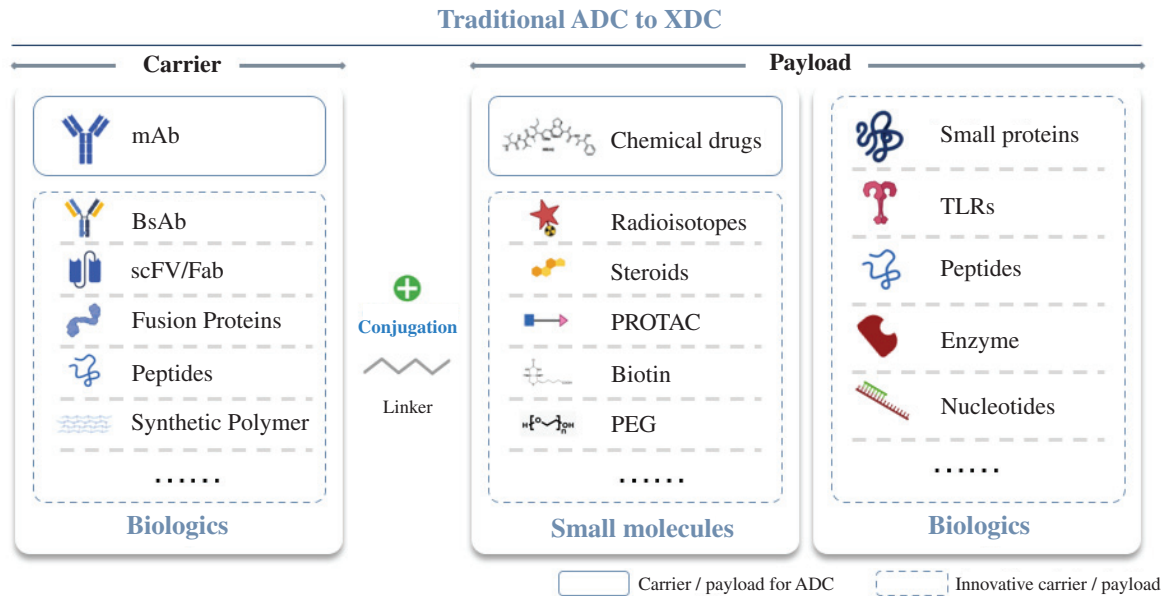 Traditional ADC to XDC
Carrier
Payload
mAb
BsAb
scFV/Fab
Fusion Proteins
Peptides
Synthetic Polymer
......
Biologics
Conjugation
Linker
Chemical drugs
Radioisotopes
Steroids
PROTAC
Biotin
H[O]nOH
PEG
......
Small molecules
Small proteins
TLRs
Peptides
Enzyme
Nucleotides
......
Biologics
Carrier / payload for ADC
Innovative carrier / payload